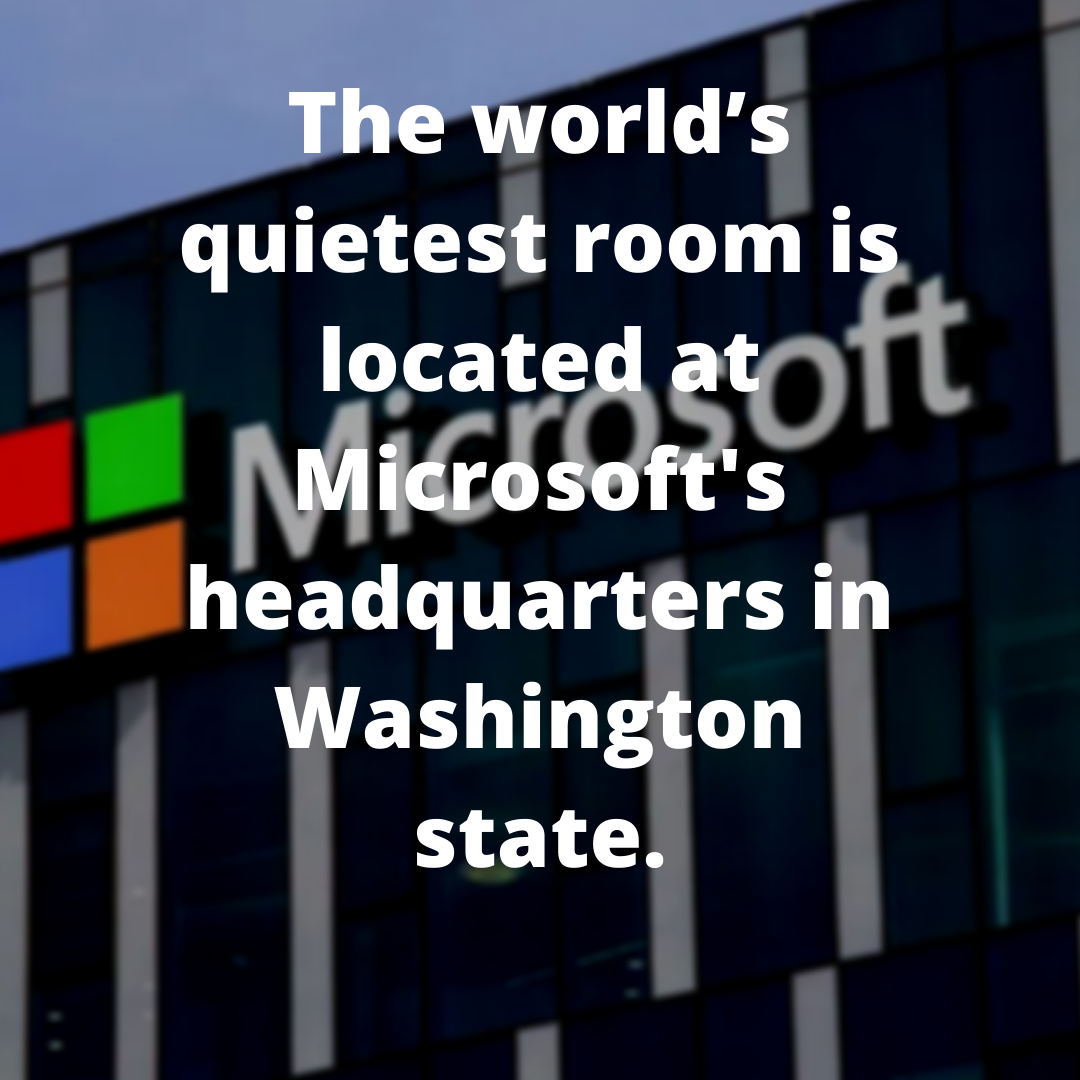 The world’s
quietest room is
located at
Microsoft's
headquarters in
Washington
state.
Microsoft